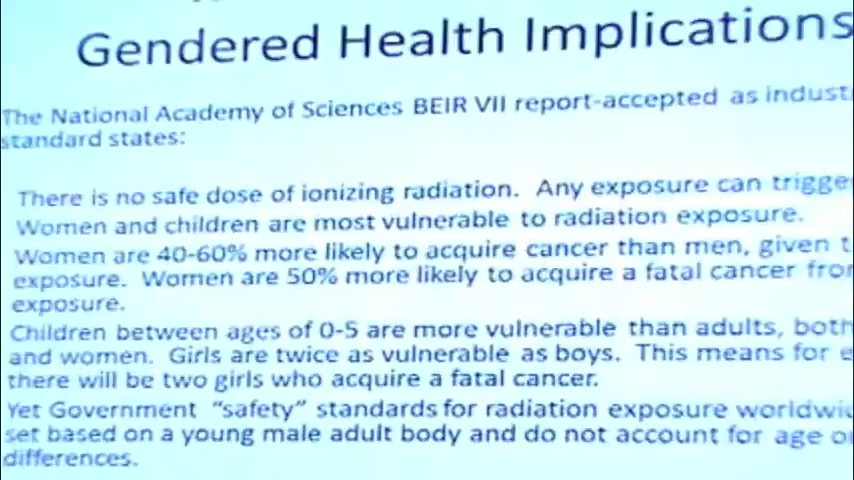 Gendered Health Implications
The National Academy of Sciences BEIR VII report-accepted as indust
standard states:
There is no safe dose of ionizing radiation. Any exposure can trigge
Women and children are most vulnerable to radiation exposure.
Women are 40-60% more likely to acquire cancer than men, given t
exposure. Women are 50% more likely to acquire a fatal cancer from
exposure.
Children between ages of 0-5 are more vulnerable than adults, both
and women. Girls are twice as vulnerable as boys. This means for e
there will be two girls who acquire a fatal cancer.
Yet Government “safety” standards for radiation exposure worldwid
set based on a young male adult body and do not account for age o
differences.